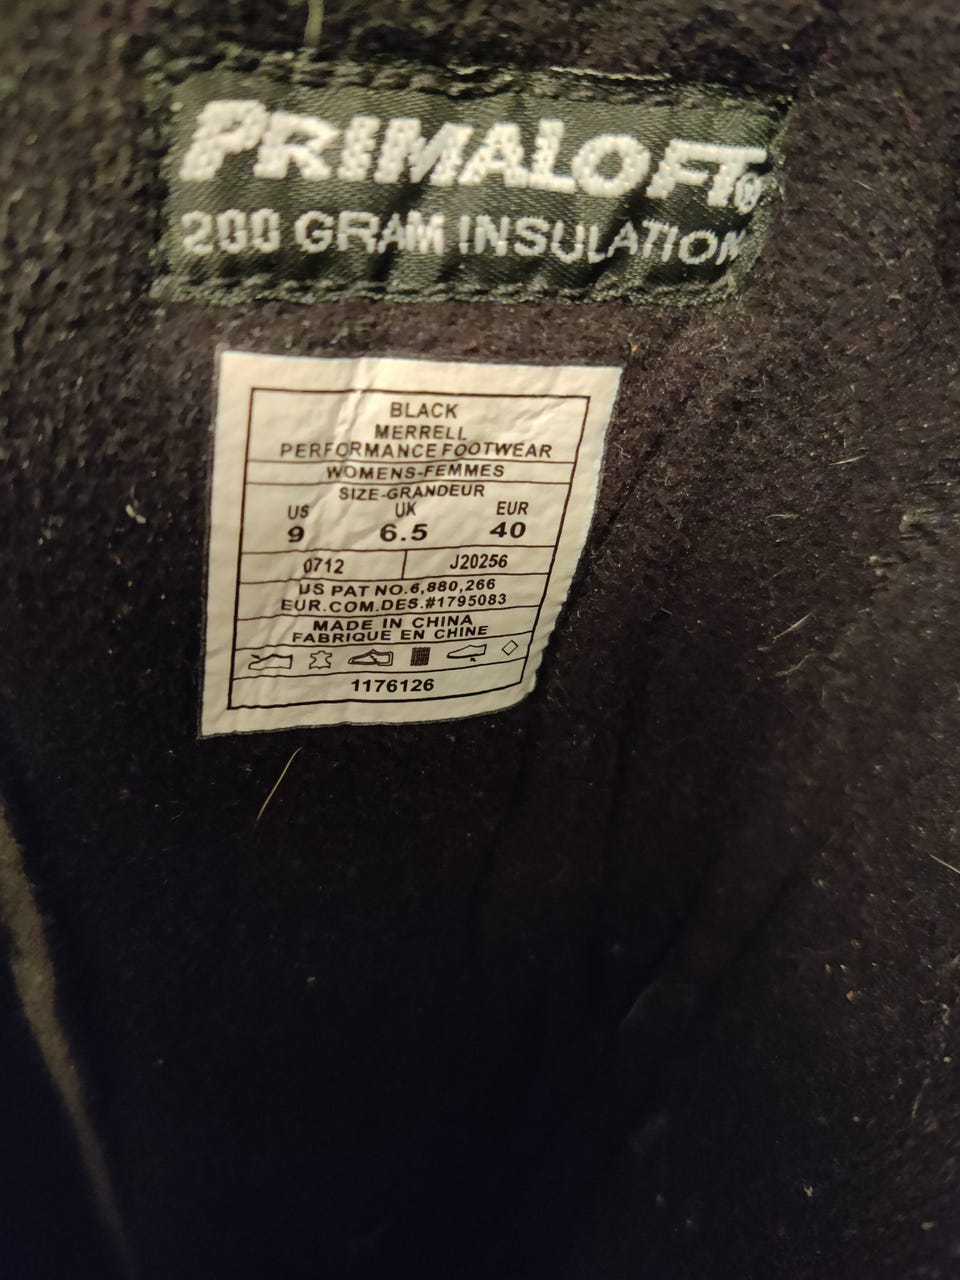 PRIMALOFT®
200 GRAM INSULATION
BLACK
MERRELL
PERFORMANCE FOOTWEAR
WOMENS-FEMMES
SIZE-GRANDEUR
US UK EUR
9 6.5 40
0712 J20256
US PAT NO.6,880,266
EUR.COM.DES.#1795083
MADE IN CHINA
FABRIQUE EN CHINE
1176126